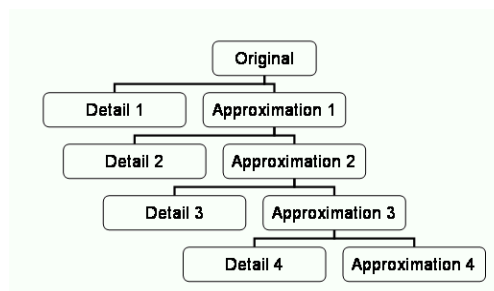 Original
Detail 1
Approximation 1
Detail 2
Approximation 2
Detail 3
Approximation 3
Detail 4
Approximation 4